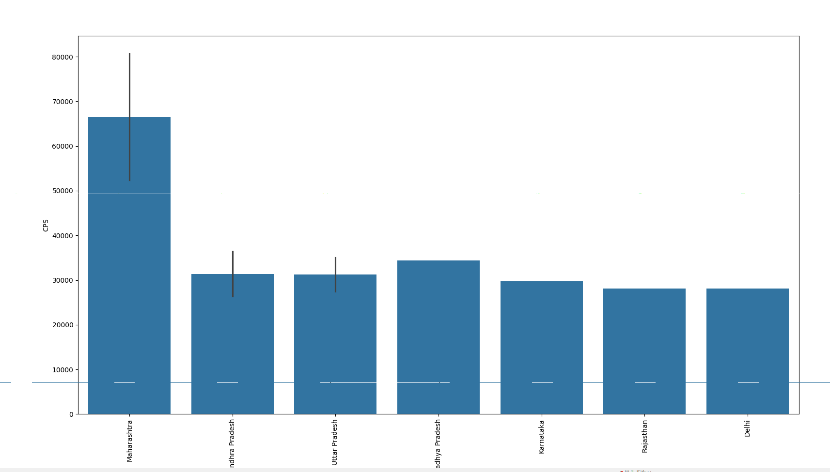 80000
70000
60000
50000
40000
30000
20000
10000
0
CPS
Maharashtra
ndhra Pradesh
Uttar Pradesh
adhya Pradesh
Karnataka
Rajasthan
Delhi